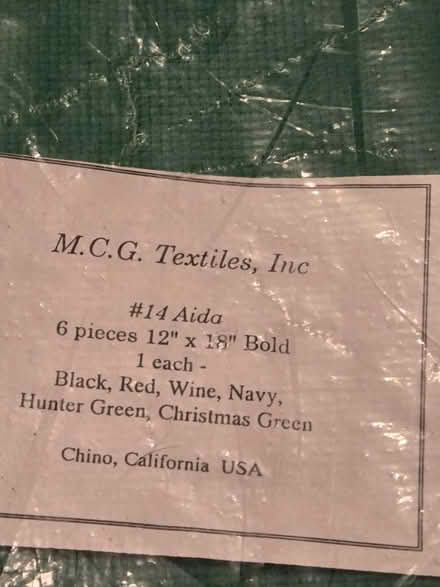 M.C.G. Textiles, Inc
#14 Aida
6 pieces 12" x 18" Bold
1 each -
Black, Red, Wine, Navy,
Hunter Green, Christmas Green
Chino, California USA